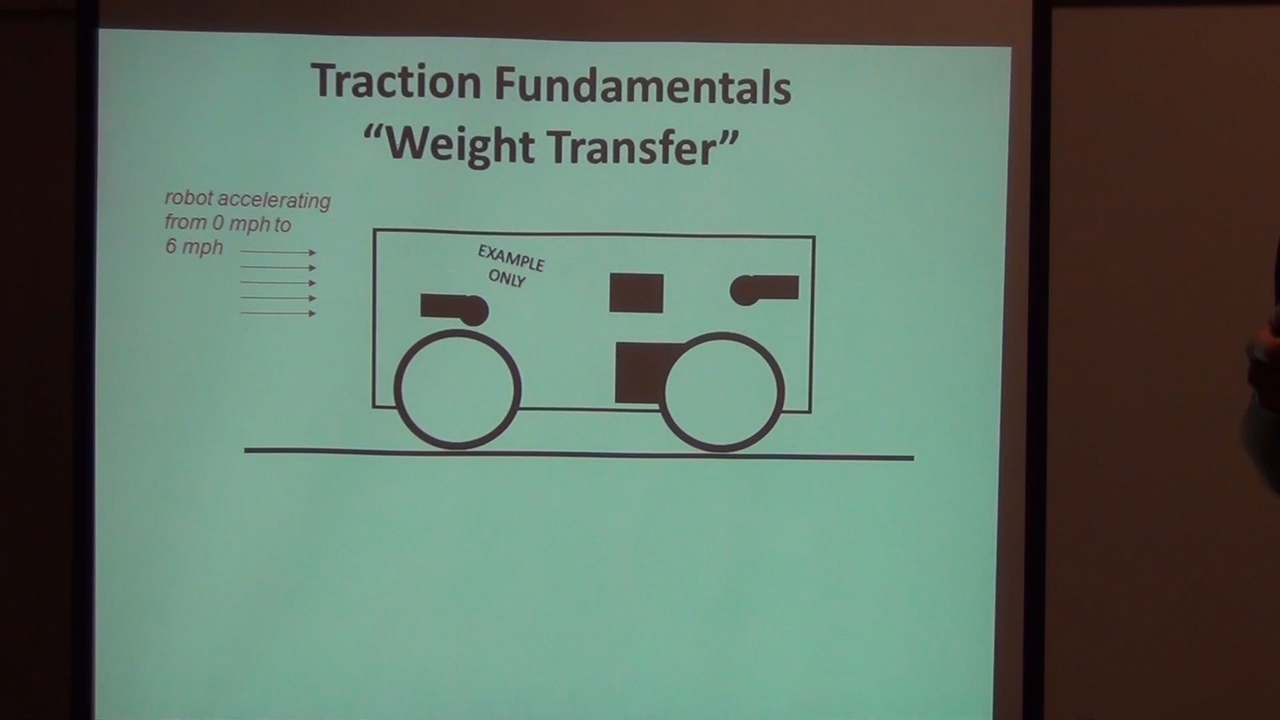 Traction Fundamentals
“Weight Transfer”
robot accelerating
from 0 mph to
6 mph
EXAMPLE
ONLY